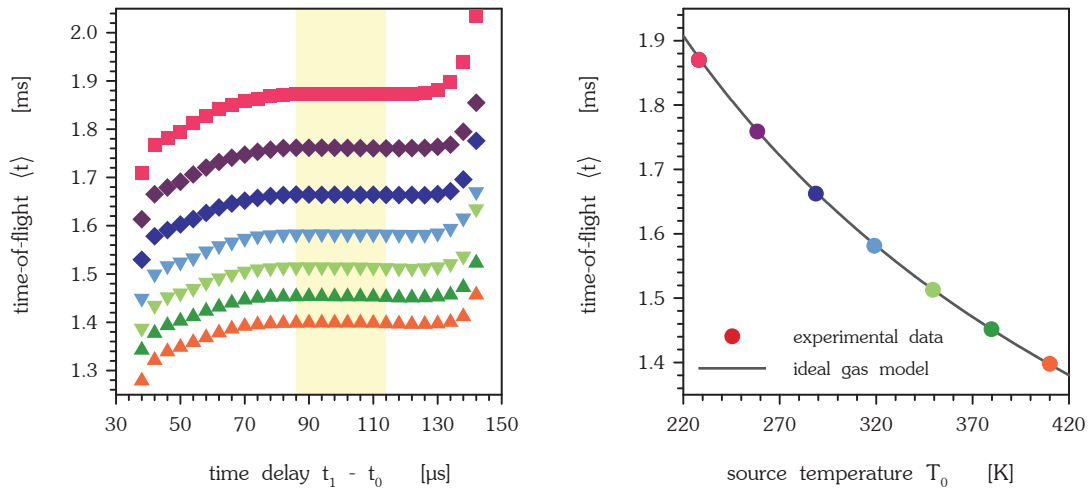 2.0
1.9
1.8
1.7
1.6
1.5
1.4
1.3
time-of-flight ⟨t⟩ [ms]
30 50 70 90 110 130 150
time delay t₁ - t₀ [µs]
1.9
1.8
1.7
1.6
1.5
1.4
time-of-flight ⟨t⟩ [ms]
experimental data
ideal gas model
220 270 320 370 420
source temperature T₀ [K]